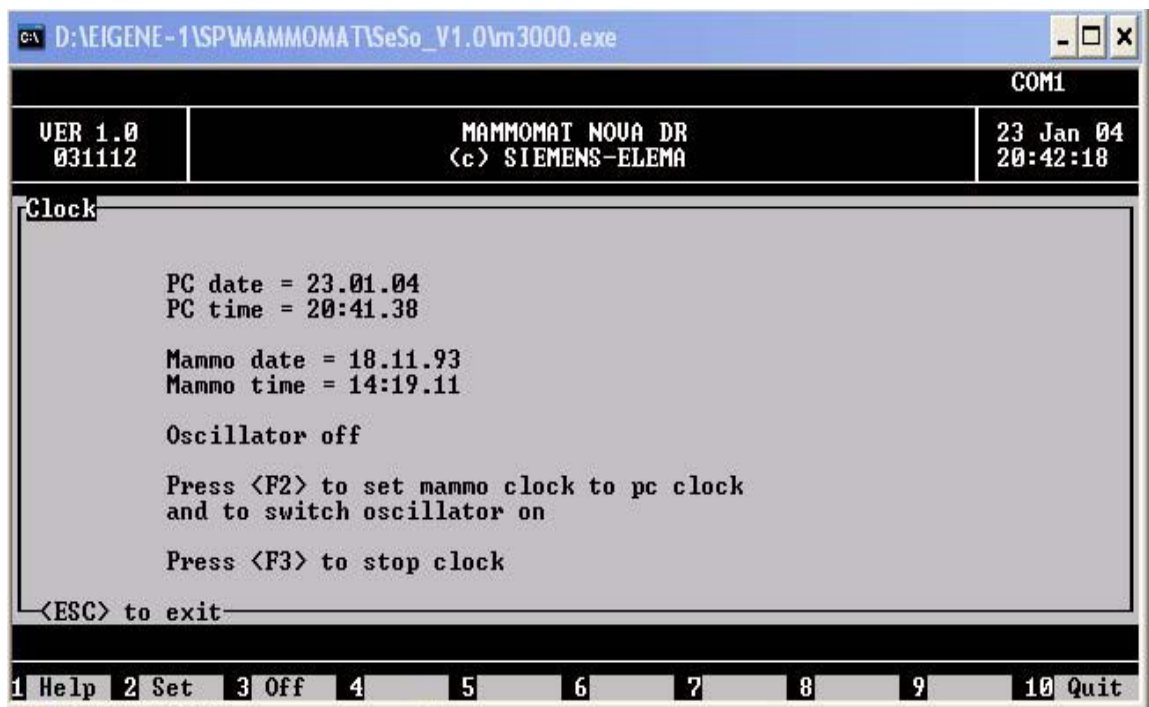 D:\EIGENE~1\SP\MAMMOMAT\SeSo_V1.0\m3000.exe
COM1
VER 1.0
031112
MAMMOMAT NOVA DR
(c) SIEMENS-ELEMA
23 Jan 04
20:42:18
Clock
PC date = 23.01.04
PC time = 20:41.38
Mammo date = 18.11.93
Mammo time = 14:19.11
Oscillator off
Press <F2> to set mammo clock to pc clock
and to switch oscillator on
Press <F3> to stop clock
<ESC> to exit
1 Help 2 Set 3 Off 4 5 6 7 8 9 10 Quit